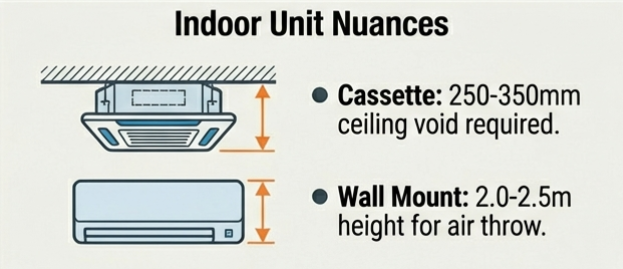 Indoor Unit Nuances
● Cassette: 250-350mm
ceiling void required.
● Wall Mount: 2.0-2.5m
height for air throw.